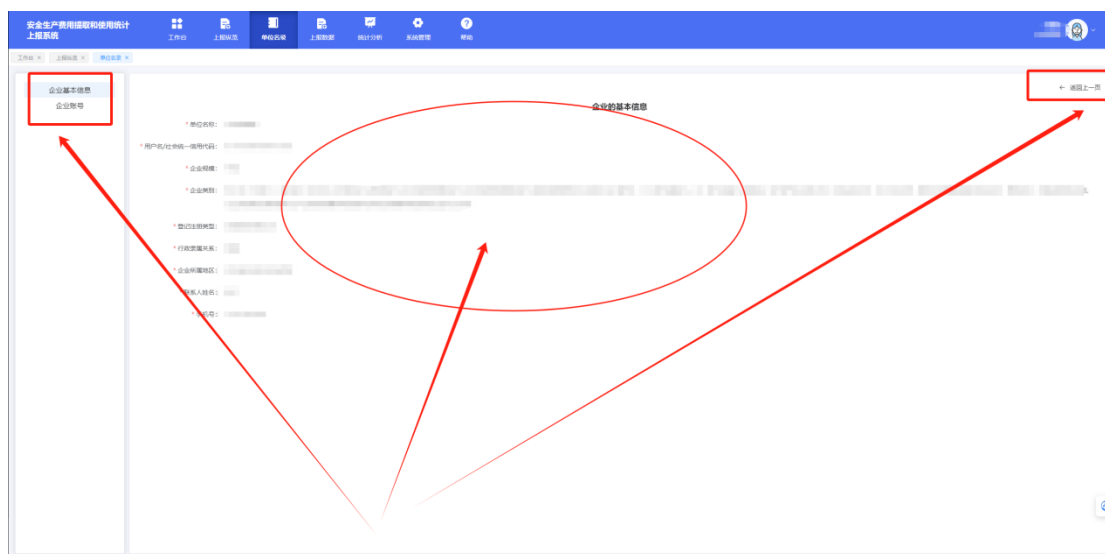 安全生产费用提取和使用统计
上报系统
工作台 上报状态 单位名录 上报数据 统计分析 系统管理 帮助
工作台 × 上报状态 × 单位名录 ×
企业基本信息
企业账号
← 返回上一页
企业的基本信息
* 单位名称：
* 用户名/社会统一信用代码：
* 企业规模：
* 企业类别：
* 登记注册类型：
* 行政隶属关系：
* 企业所属地区：
联系人姓名：